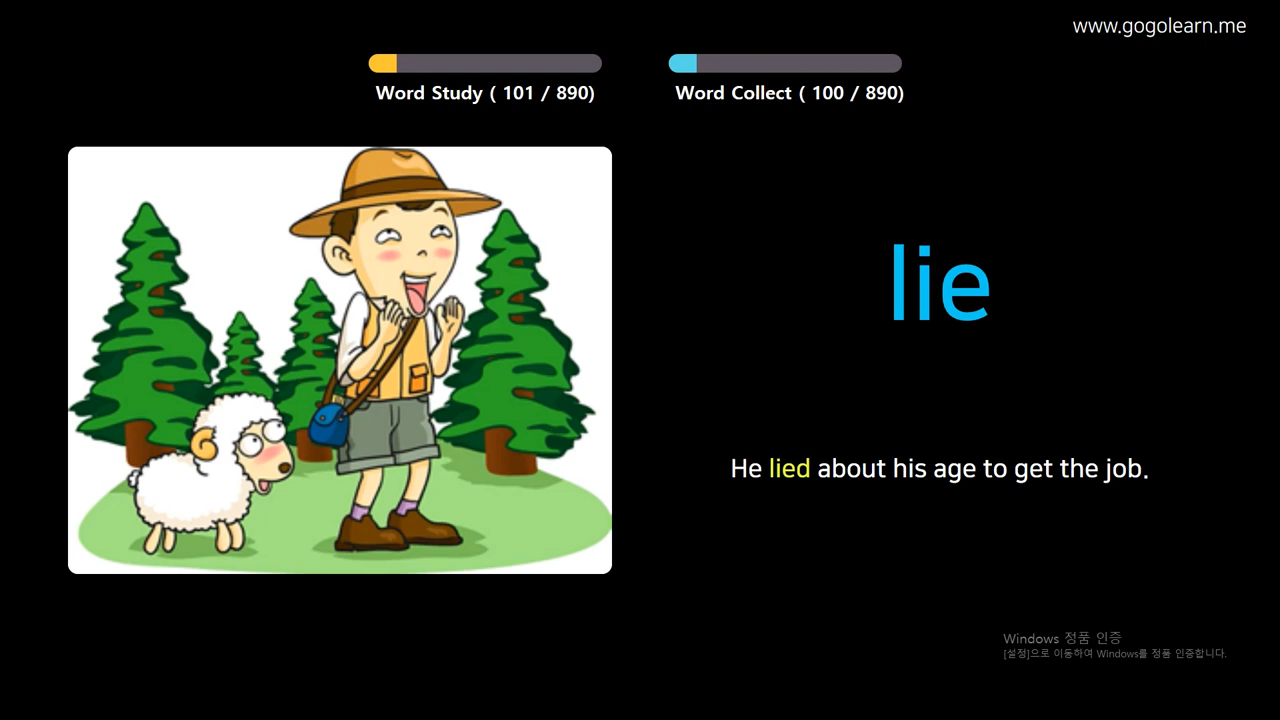 www.gogolearn.me
Word Study ( 101 / 890)
Word Collect ( 100 / 890)
lie
He lied about his age to get the job.
Windows 정품 인증
[설정]으로 이동하여 Windows를 정품 인증합니다.